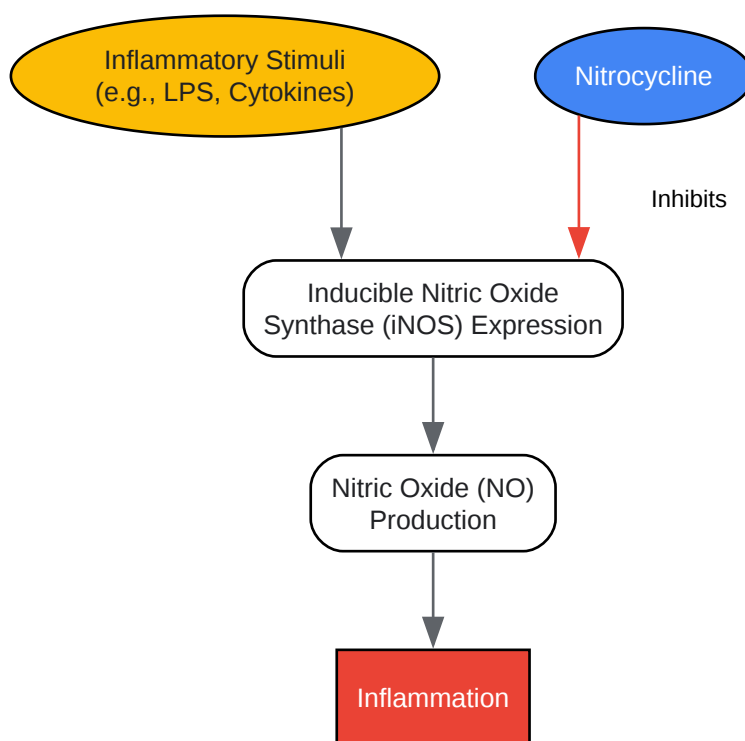 Inflammatory Stimuli
(e.g., LPS, Cytokines)
Nitrocycline
Inhibits
Inducible Nitric Oxide
Synthase (iNOS) Expression
Nitric Oxide (NO)
Production
Inflammation